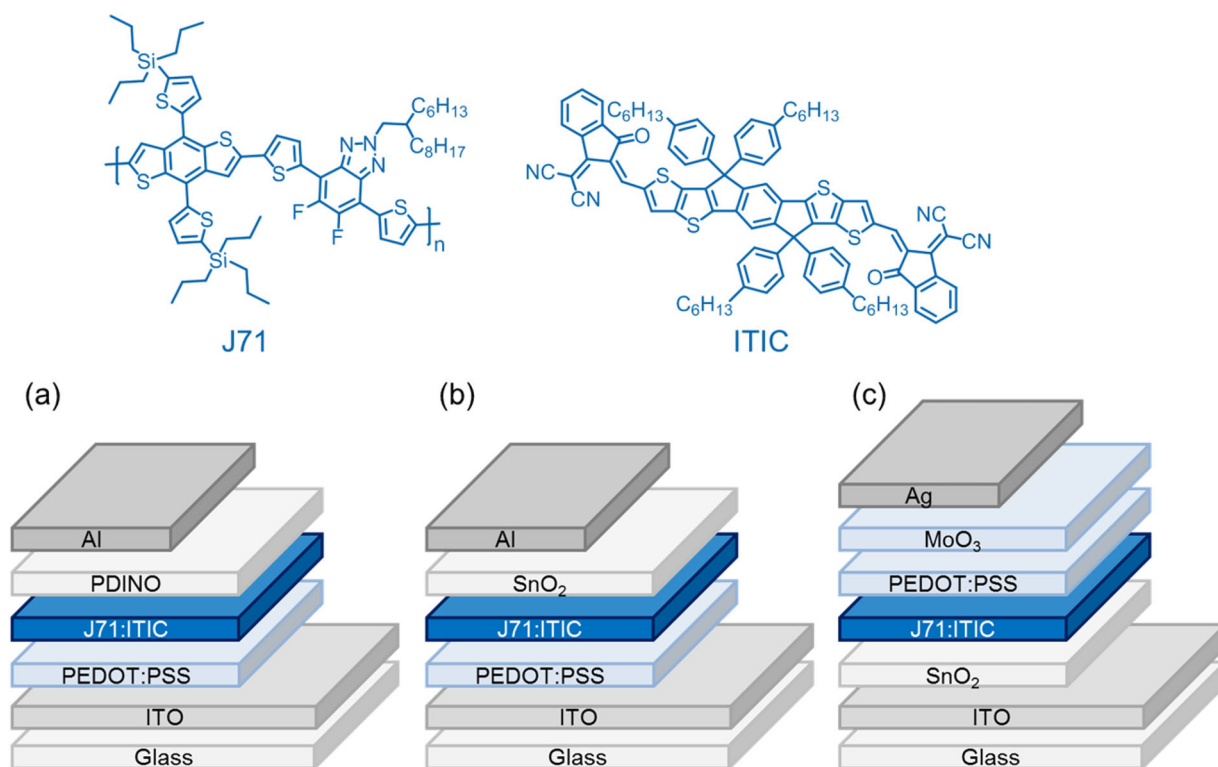 Si
S
C₆H₁₃
C₈H₁₇
S
S
N
N
N
S
S
F
F
S
n
Si
J71
C₆H₁₃
C₆H₁₃
O
NC
CN
S
S
S
S
CN
CN
O
C₆H₁₃
C₆H₁₃
ITIC
(a)
Al
PDINO
J71:ITIC
PEDOT:PSS
ITO
Glass
(b)
Al
SnO₂
J71:ITIC
PEDOT:PSS
ITO
Glass
(c)
Ag
MoO₃
PEDOT:PSS
J71:ITIC
SnO₂
ITO
Glass